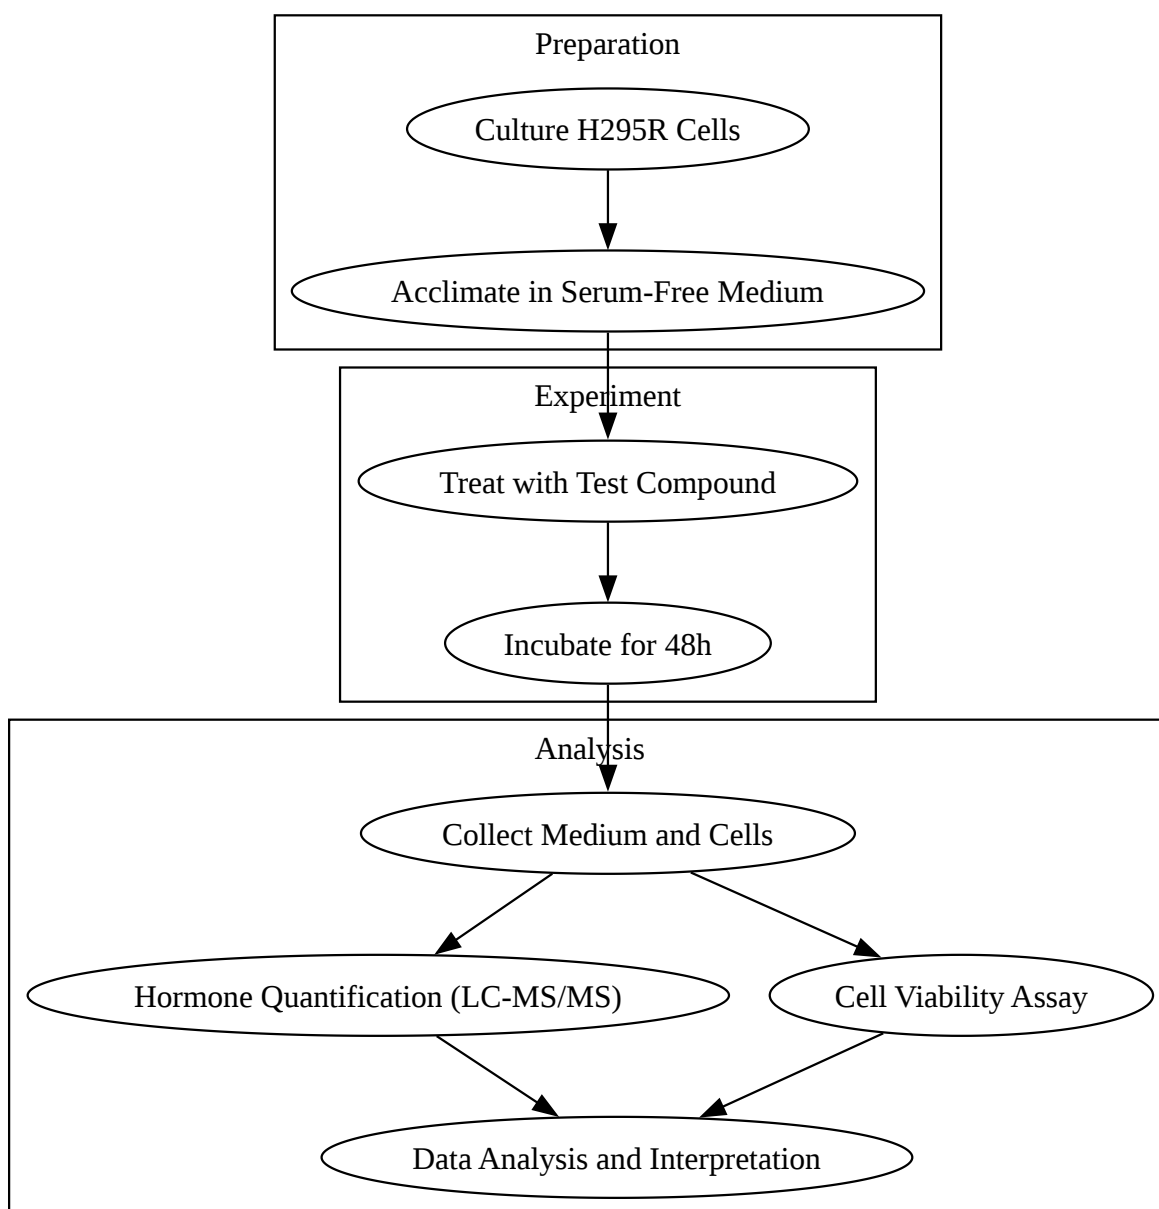 Preparation
Culture H295R Cells
Acclimate in Serum-Free Medium
Experiment
Treat with Test Compound
Incubate for 48h
Analysis
Collect Medium and Cells
Hormone Quantification (LC-MS/MS)
Cell Viability Assay
Data Analysis and Interpretation